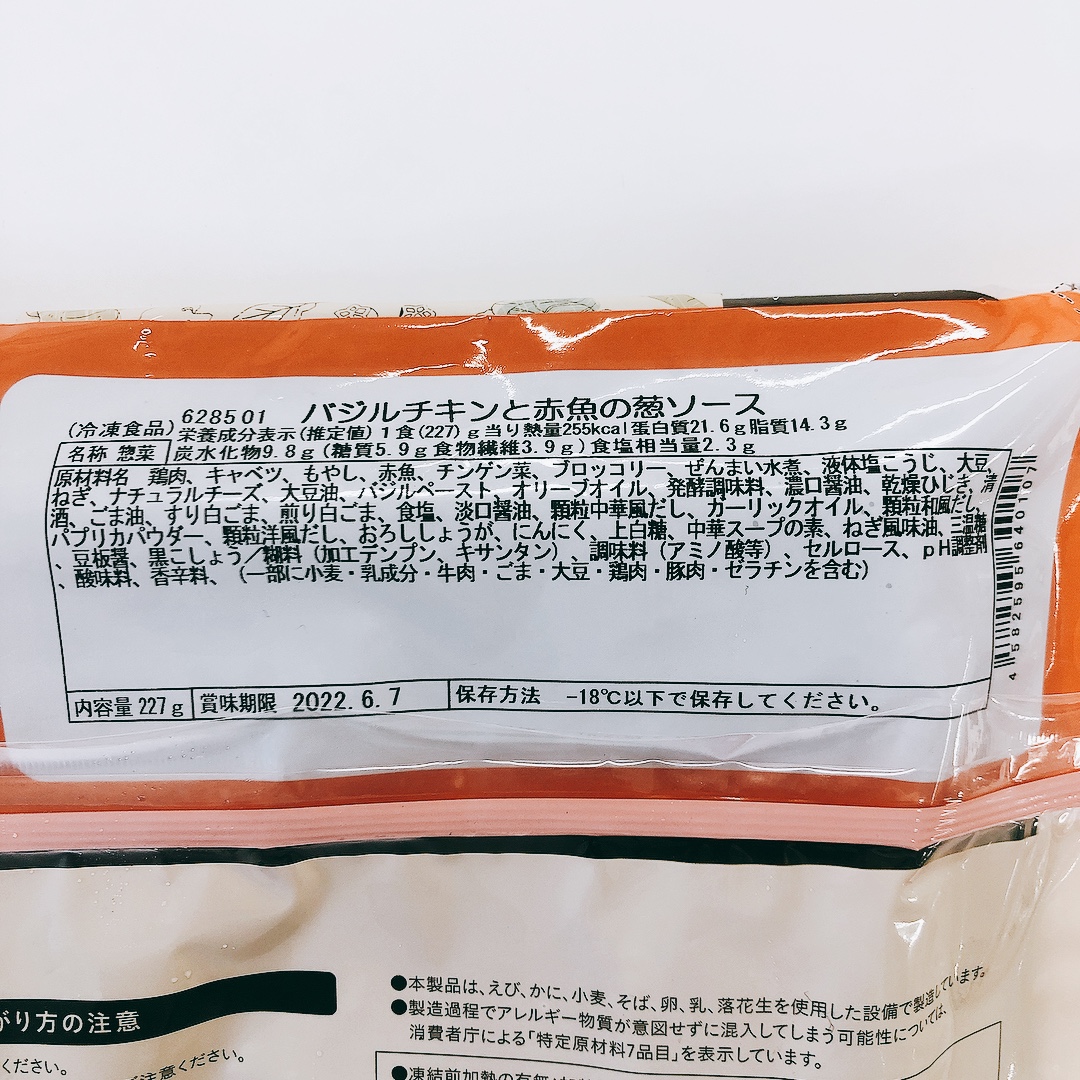 (冷凍食品) 628501 バジルチキンと赤魚の葱ソース
栄養成分表示(推定値) 1食(227)g当り熱量255kcal蛋白質21.6g脂質14.3g
名称 惣菜 炭水化物9.8g(糖質5.9g食物繊維3.9g)食塩相当量2.3g
原材料名 鶏肉、キャベツ、もやし、赤魚、チンゲン菜、ブロッコリー、ぜんまい水煮、液体塩こうじ、大豆、
ねぎ、ナチュラルチーズ、大豆油、バジルペースト、オリーブオイル、発酵調味料、濃口醤油、乾燥ひじき、清
酒、ごま油、すり白ごま、煎り白ごま、食塩、淡口醤油、顆粒中華風だし、ガーリックオイル、顆粒和風だし、
パプリカパウダー、顆粒洋風だし、おろししょうが、にんにく、上白糖、中華スープの素、ねぎ風味油、三温糖
、豆板醤、黒こしょう／糊料（加工デンプン、キサンタン）、調味料（アミノ酸等）、セルロース、pH調整剤
、酸味料、香辛料、（一部に小麦・乳成分・牛肉・ごま・大豆・鶏肉・豚肉・ゼラチンを含む）
内容量 227g 賞味期限 2022.6.7 保存方法 -18℃以下で保存してください。
4582595640107
がり方の注意
ください。
注意ください。
●本製品は、えび、かに、小麦、そば、卵、乳、落花生を使用した設備で製造しています。
●製造過程でアレルギー物質が意図せずに混入してしまう可能性については、
消費者庁による「特定原材料7品目」を表示しています。
●凍結前加熱の有無